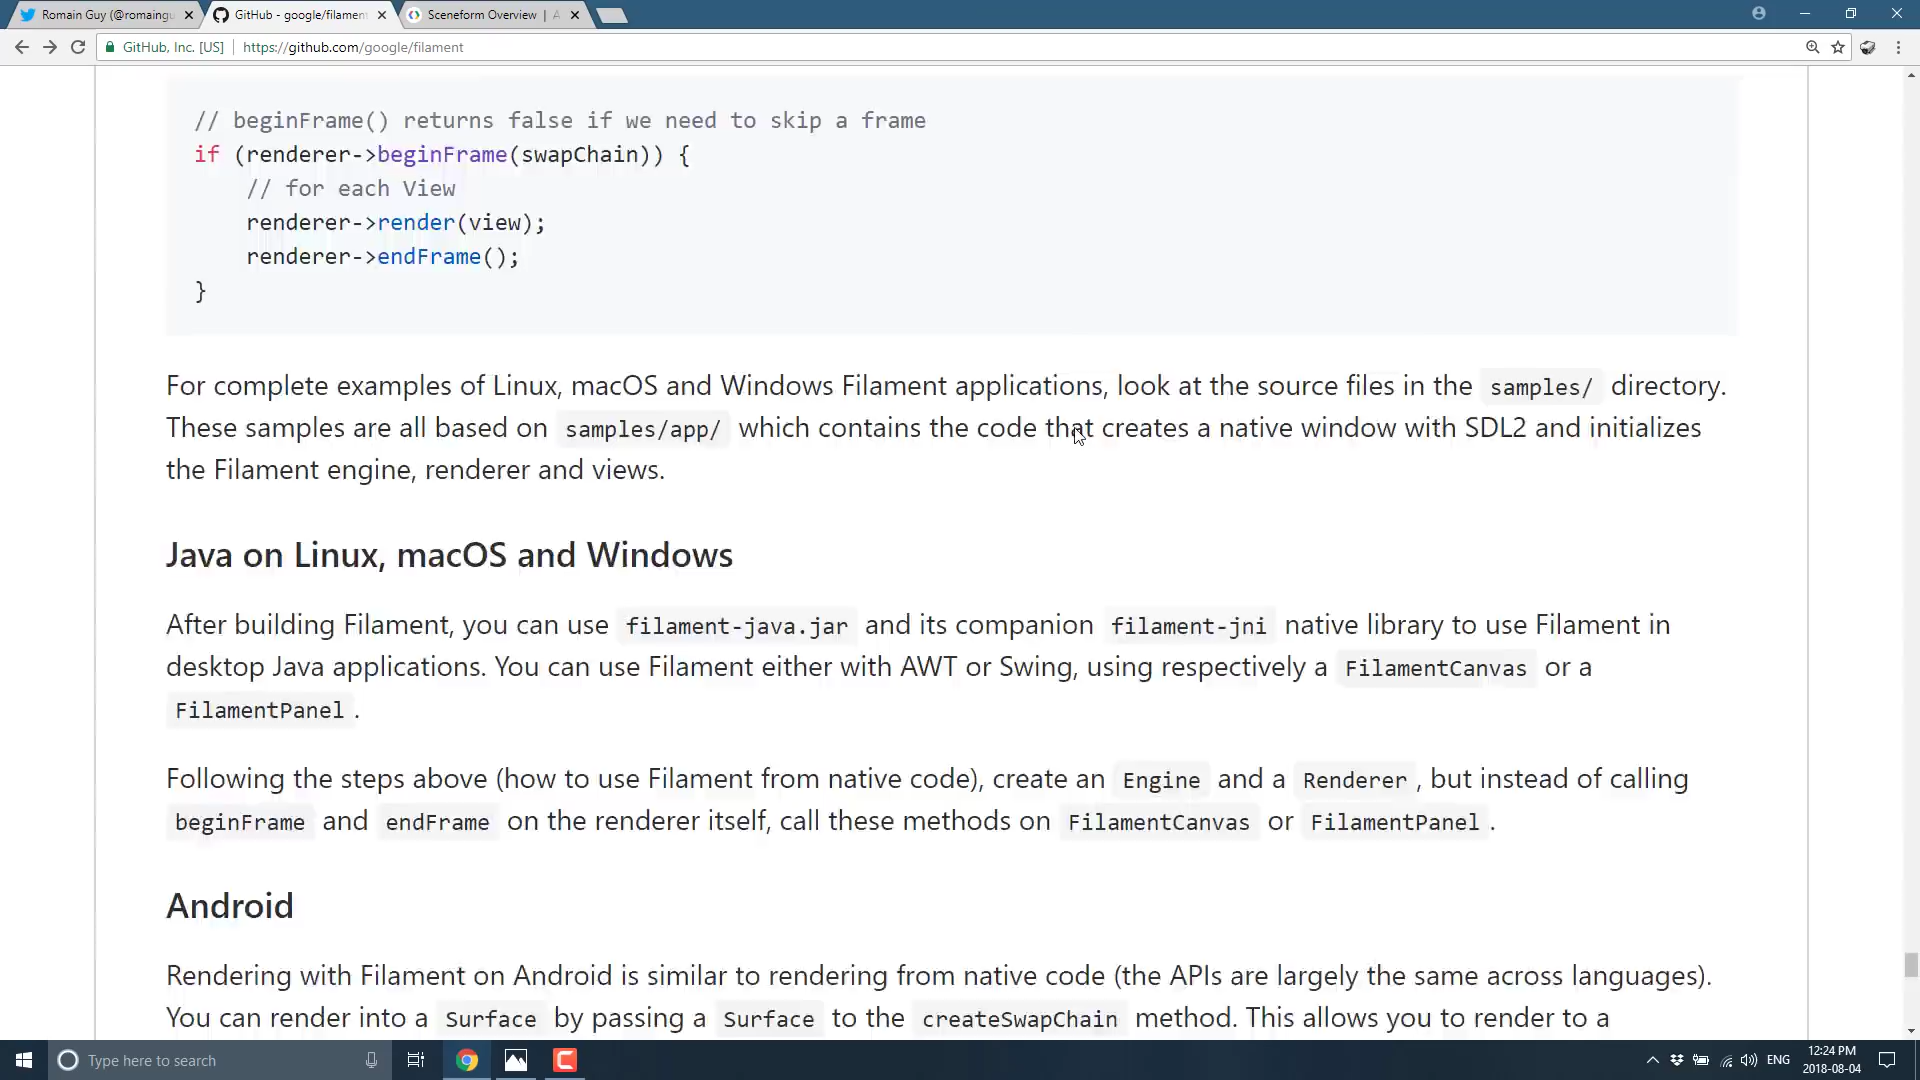 Romain Guy (@romaingu
GitHub - google/filament
Sceneform Overview | A
GitHub, Inc. [US] | https://github.com/google/filament
// beginFrame() returns false if we need to skip a frame
if (renderer->beginFrame(swapChain)) {
// for each View
renderer->render(view);
renderer->endFrame();
}
For complete examples of Linux, macOS and Windows Filament applications, look at the source files in the samples/ directory.
These samples are all based on samples/app/ which contains the code that creates a native window with SDL2 and initializes
the Filament engine, renderer and views.
Java on Linux, macOS and Windows
After building Filament, you can use filament-java.jar and its companion filament-jni native library to use Filament in
desktop Java applications. You can use Filament either with AWT or Swing, using respectively a FilamentCanvas or a
FilamentPanel .
Following the steps above (how to use Filament from native code), create an Engine and a Renderer , but instead of calling
beginFrame and endFrame on the renderer itself, call these methods on FilamentCanvas or FilamentPanel .
Android
Rendering with Filament on Android is similar to rendering from native code (the APIs are largely the same across languages).
You can render into a Surface by passing a Surface to the createSwapChain method. This allows you to render to a
Type here to search
ENG
12:24 PM
2018-08-04